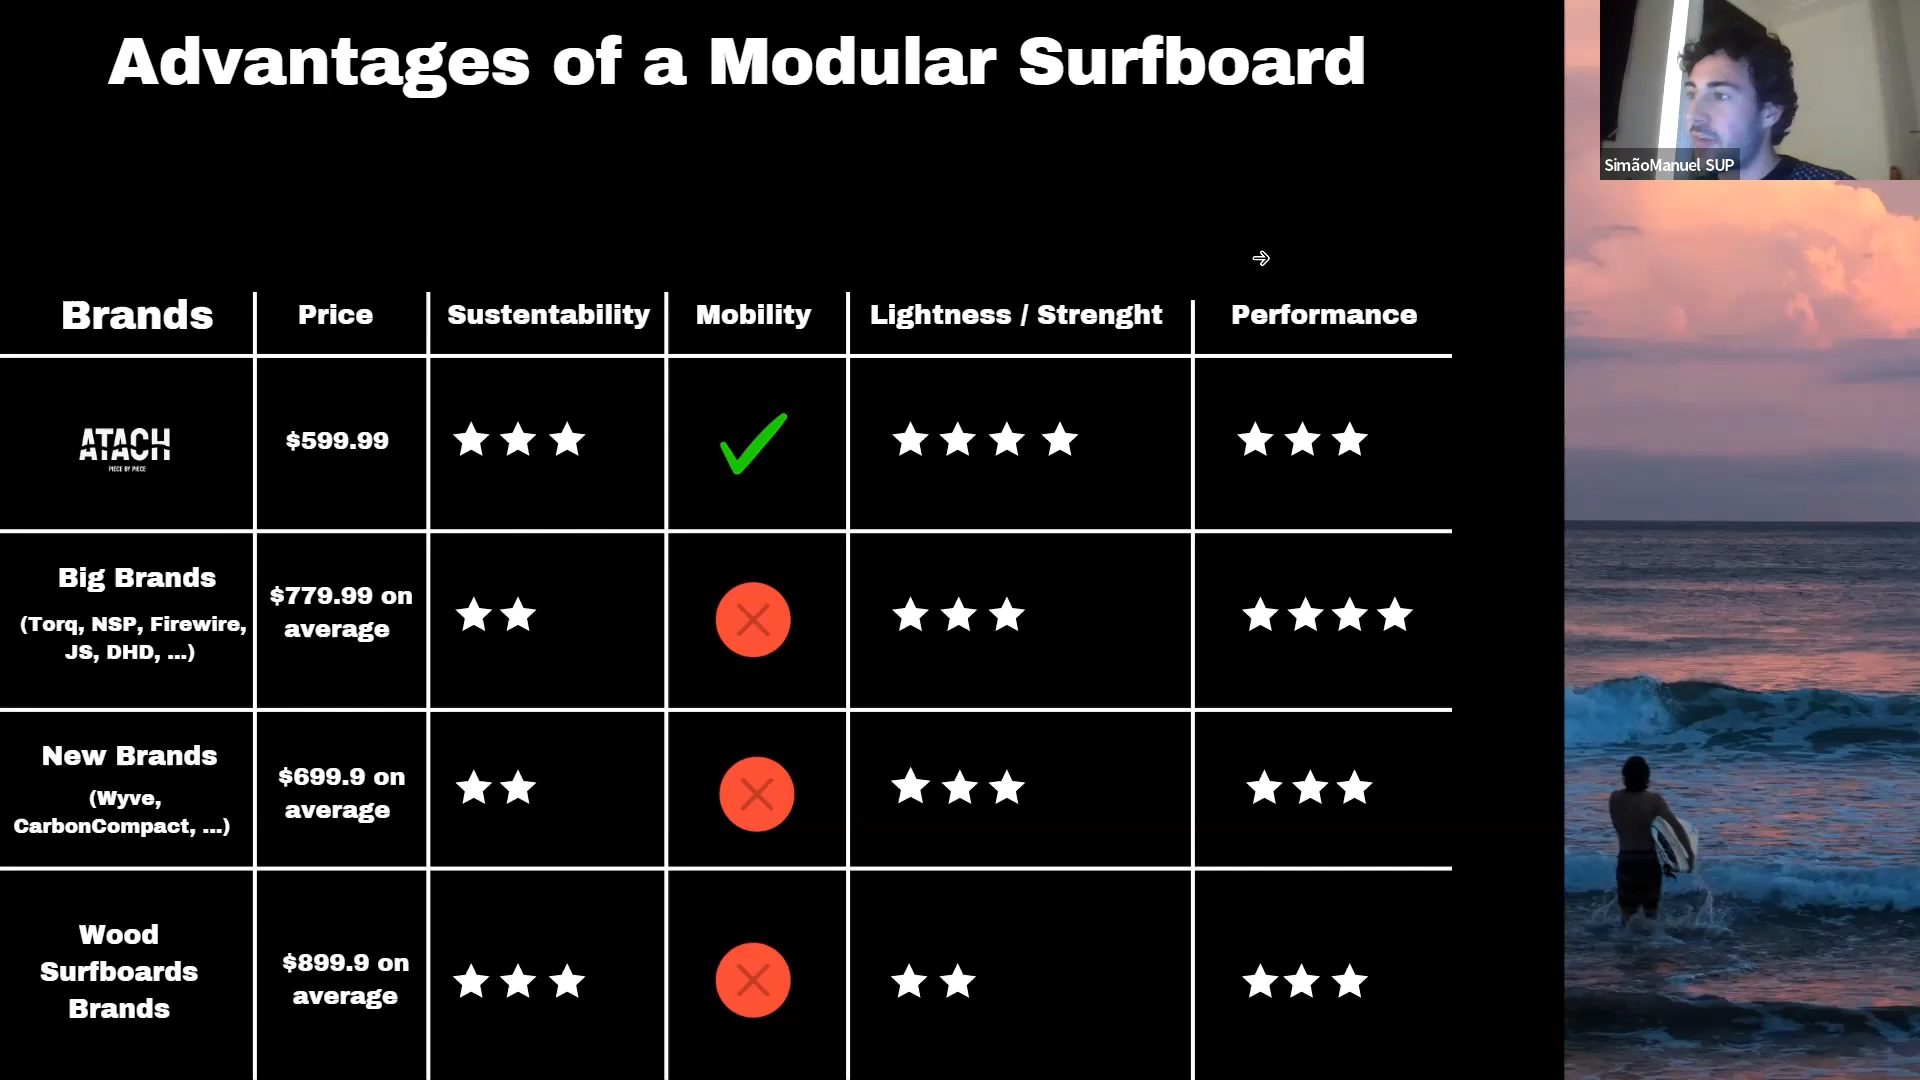 Advantages of a Modular Surfboard
SimãoManuel SUP
Brands
Price
Sustentability
Mobility
Lightness / Strenght
Performance
ATACH
PIECE BY PIECE
$599.99
Big Brands
(Torq, NSP, Firewire,
JS, DHD, ...)
$779.99 on
average
New Brands
(Wyve,
CarbonCompact, ...)
$699.9 on
average
Wood
Surfboards
Brands
$899.9 on
average